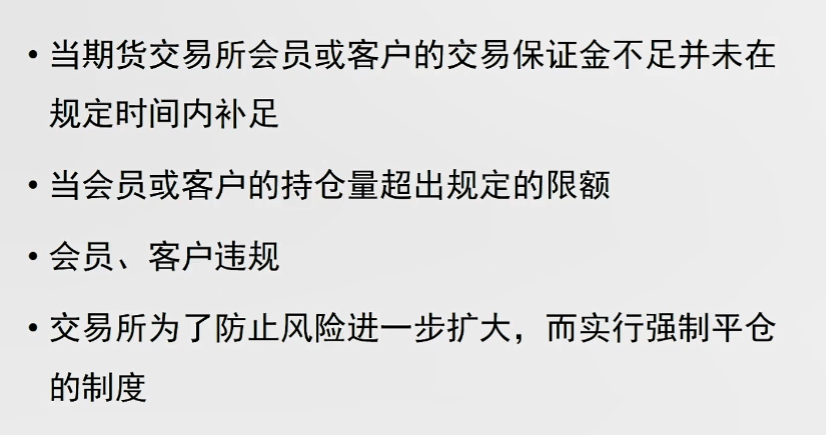 • 当期货交易所会员或客户的交易保证金不足并未在
规定时间内补足
• 当会员或客户的持仓量超出规定的限额
• 会员、客户违规
• 交易所为了防止风险进一步扩大，而实行强制平仓
的制度